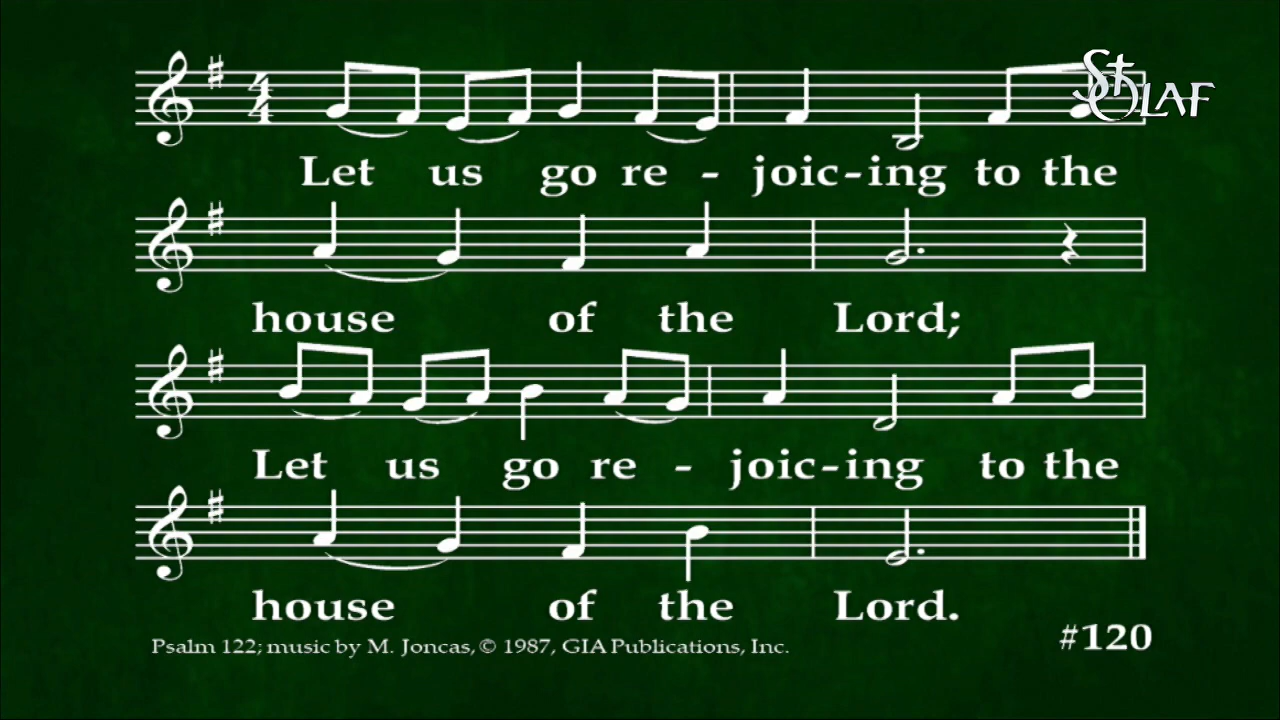 St OLAF
Let us go re - joic-ing to the
house of the Lord;
Let us go re - joic-ing to the
house of the Lord.
Psalm 122; music by M. Joncas, © 1987, GIA Publications, Inc.
#120